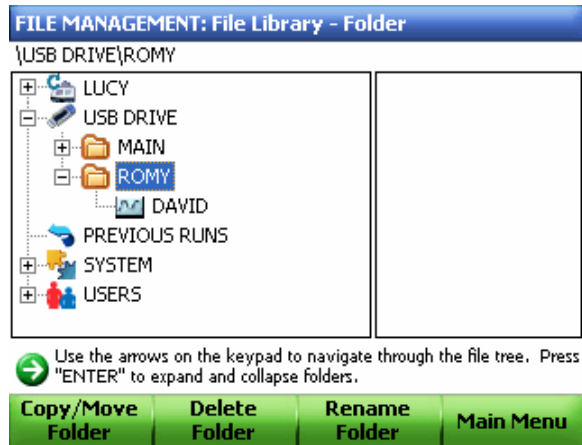 FILE MANAGEMENT: File Library - Folder
\USB DRIVE\ROMY
LUCY
USB DRIVE
MAIN
ROMY
DAVID
PREVIOUS RUNS
SYSTEM
USERS
Use the arrows on the keypad to navigate through the file tree. Press
"ENTER" to expand and collapse folders.
Copy/Move Folder
Delete Folder
Rename Folder
Main Menu